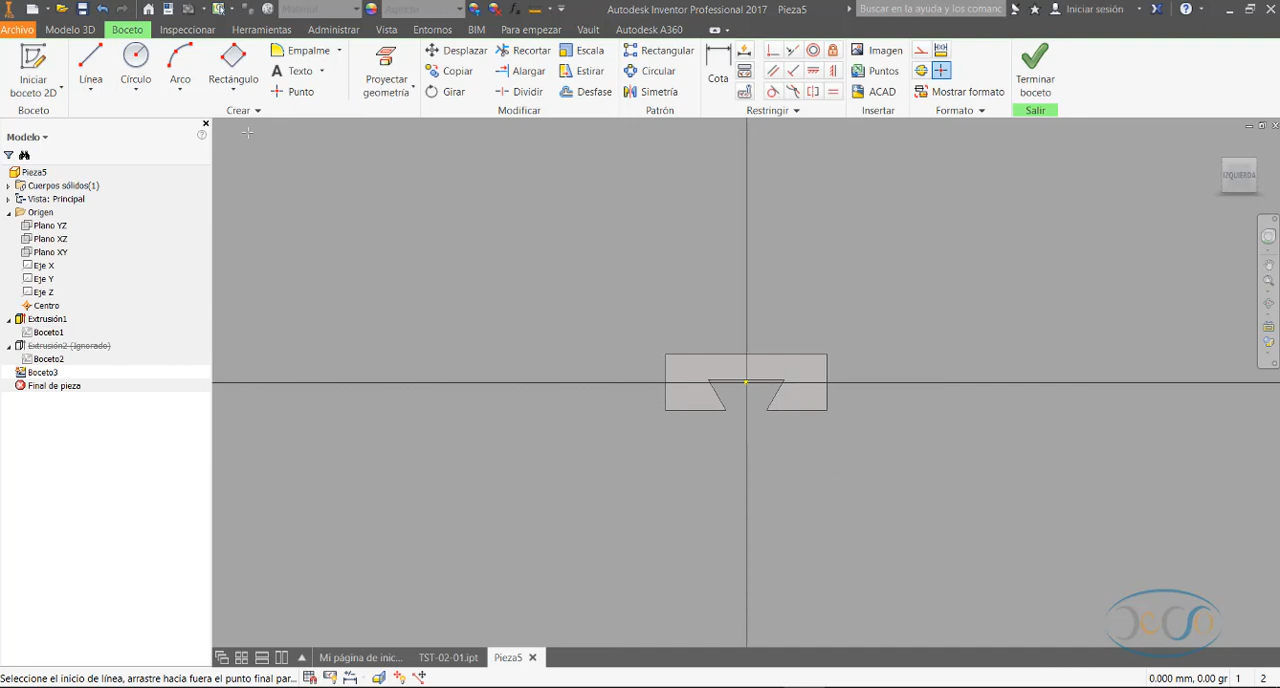 Material
Aspecto
Autodesk Inventor Professional 2017 Pieza5
Buscar en la ayuda y los comanc
Iniciar sesión
Archivo Modelo 3D Boceto Inspeccionar Herramientas Administrar Vista Entornos BIM Para empezar Vault Autodesk A360
Iniciar
boceto 2D
Línea
Círculo
Arco
Rectángulo
Empalme
Texto
Punto
Proyectar
geometría
Desplazar
Copiar
Girar
Recortar
Alargar
Dividir
Escala
Estirar
Desfase
Rectangular
Circular
Simetría
Cota
Imagen
Puntos
ACAD
Mostrar formato
Terminar
boceto
Boceto Crear Modificar Patrón Restringir Insertar Formato Salir
Modelo
Pieza5
Cuerpos sólidos(1)
Vista: Principal
Origen
Plano YZ
Plano XZ
Plano XY
Eje X
Eje Y
Eje Z
Centro
Extrusión1
Boceto1
Extrusión2 (Ignorado)
Boceto2
Boceto3
Final de pieza
IZQUIERDA
Mi página de inic... TST-02-01.ipt Pieza5
Seleccione el inicio de línea, arrastre hacia fuera el punto final par...
0.000 mm, 0.00 gr 1 2